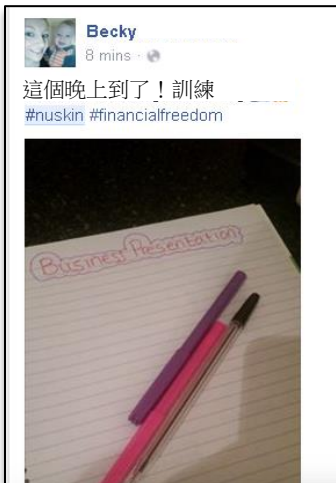 Becky
8 mins
這個晚上到了！訓練
#nuskin #financialfreedom
Business Presentation